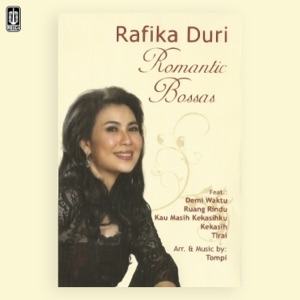 Rafika Duri
Romantic
Bossas
Feat.:
Demi Waktu
Ruang Rindu
Kau Masih Kekasihku
Kekasih
Tirai
Arr. & Music by:
Tompi